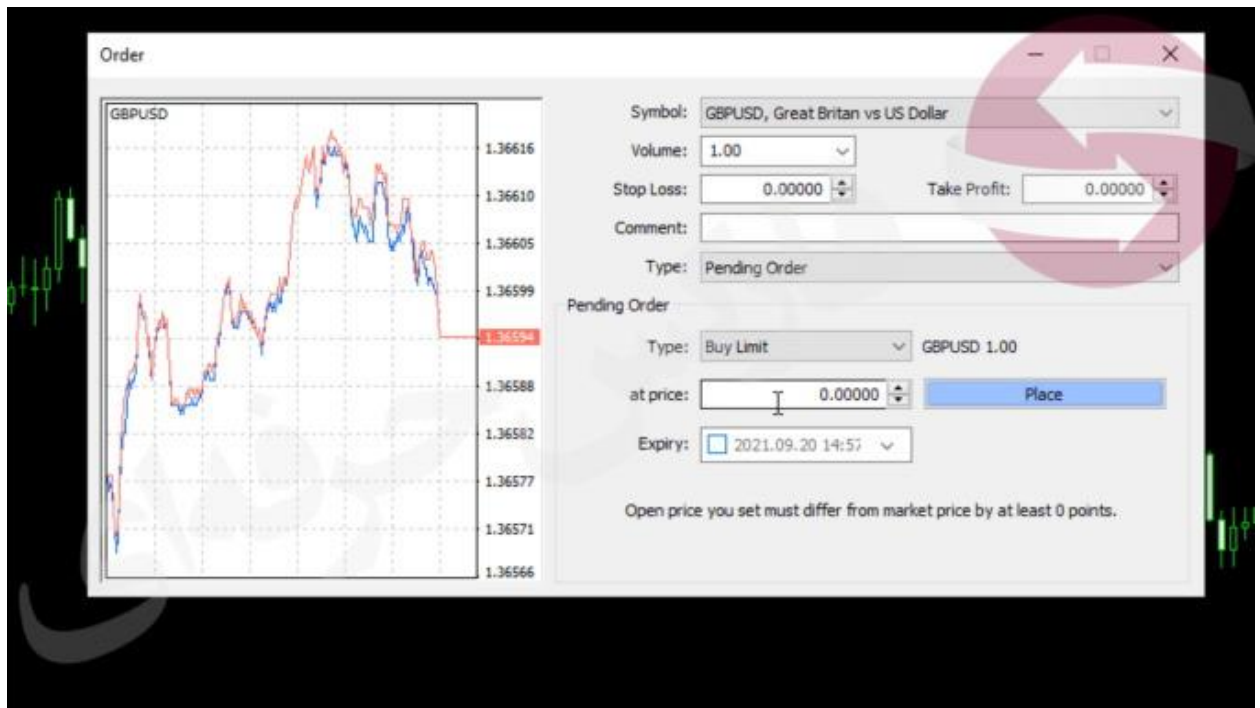 Order
GBPUSD
1.36616
1.36610
1.36605
1.36599
1.36594
1.36588
1.36582
1.36577
1.36571
1.36566
Symbol: GBPUSD, Great Britan vs US Dollar
Volume: 1.00
Stop Loss: 0.00000 Take Profit: 0.00000
Comment:
Type: Pending Order
Pending Order
Type: Buy Limit GBPUSD 1.00
at price: 0.00000 Place
Expiry: 2021.09.20 14:57
Open price you set must differ from market price by at least 0 points.